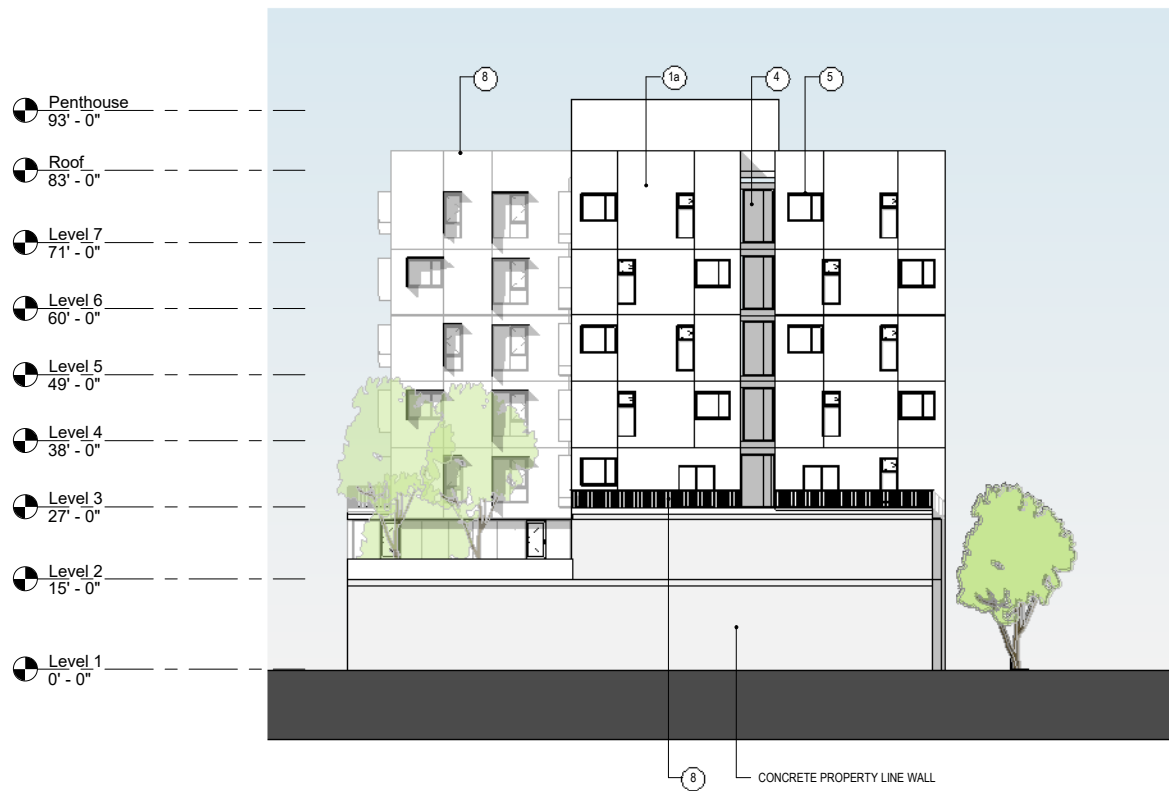 8
1a
4
5
Penthouse
93' - 0"
Roof
83' - 0"
Level 7
71' - 0"
Level 6
60' - 0"
Level 5
49' - 0"
Level 4
38' - 0"
Level 3
27' - 0"
Level 2
15' - 0"
Level 1
0' - 0"
8
CONCRETE PROPERTY LINE WALL